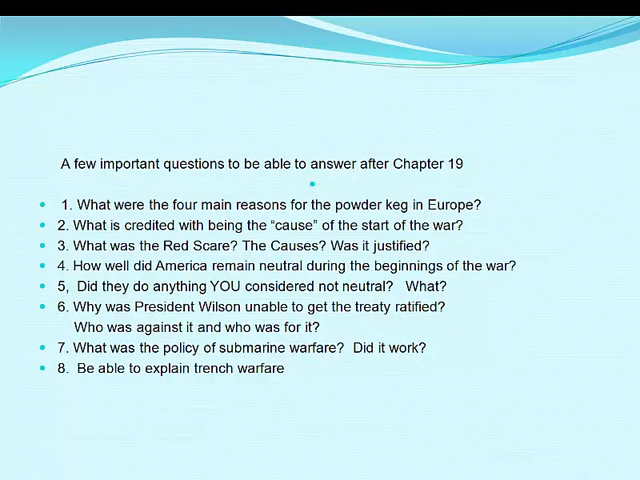 A few important questions to be able to answer after Chapter 19
1. What were the four main reasons for the powder keg in Europe?
2. What is credited with being the “cause” of the start of the war?
3. What was the Red Scare? The Causes? Was it justified?
4. How well did America remain neutral during the beginnings of the war?
5, Did they do anything YOU considered not neutral? What?
6. Why was President Wilson unable to get the treaty ratified?
Who was against it and who was for it?
7. What was the policy of submarine warfare? Did it work?
8. Be able to explain trench warfare